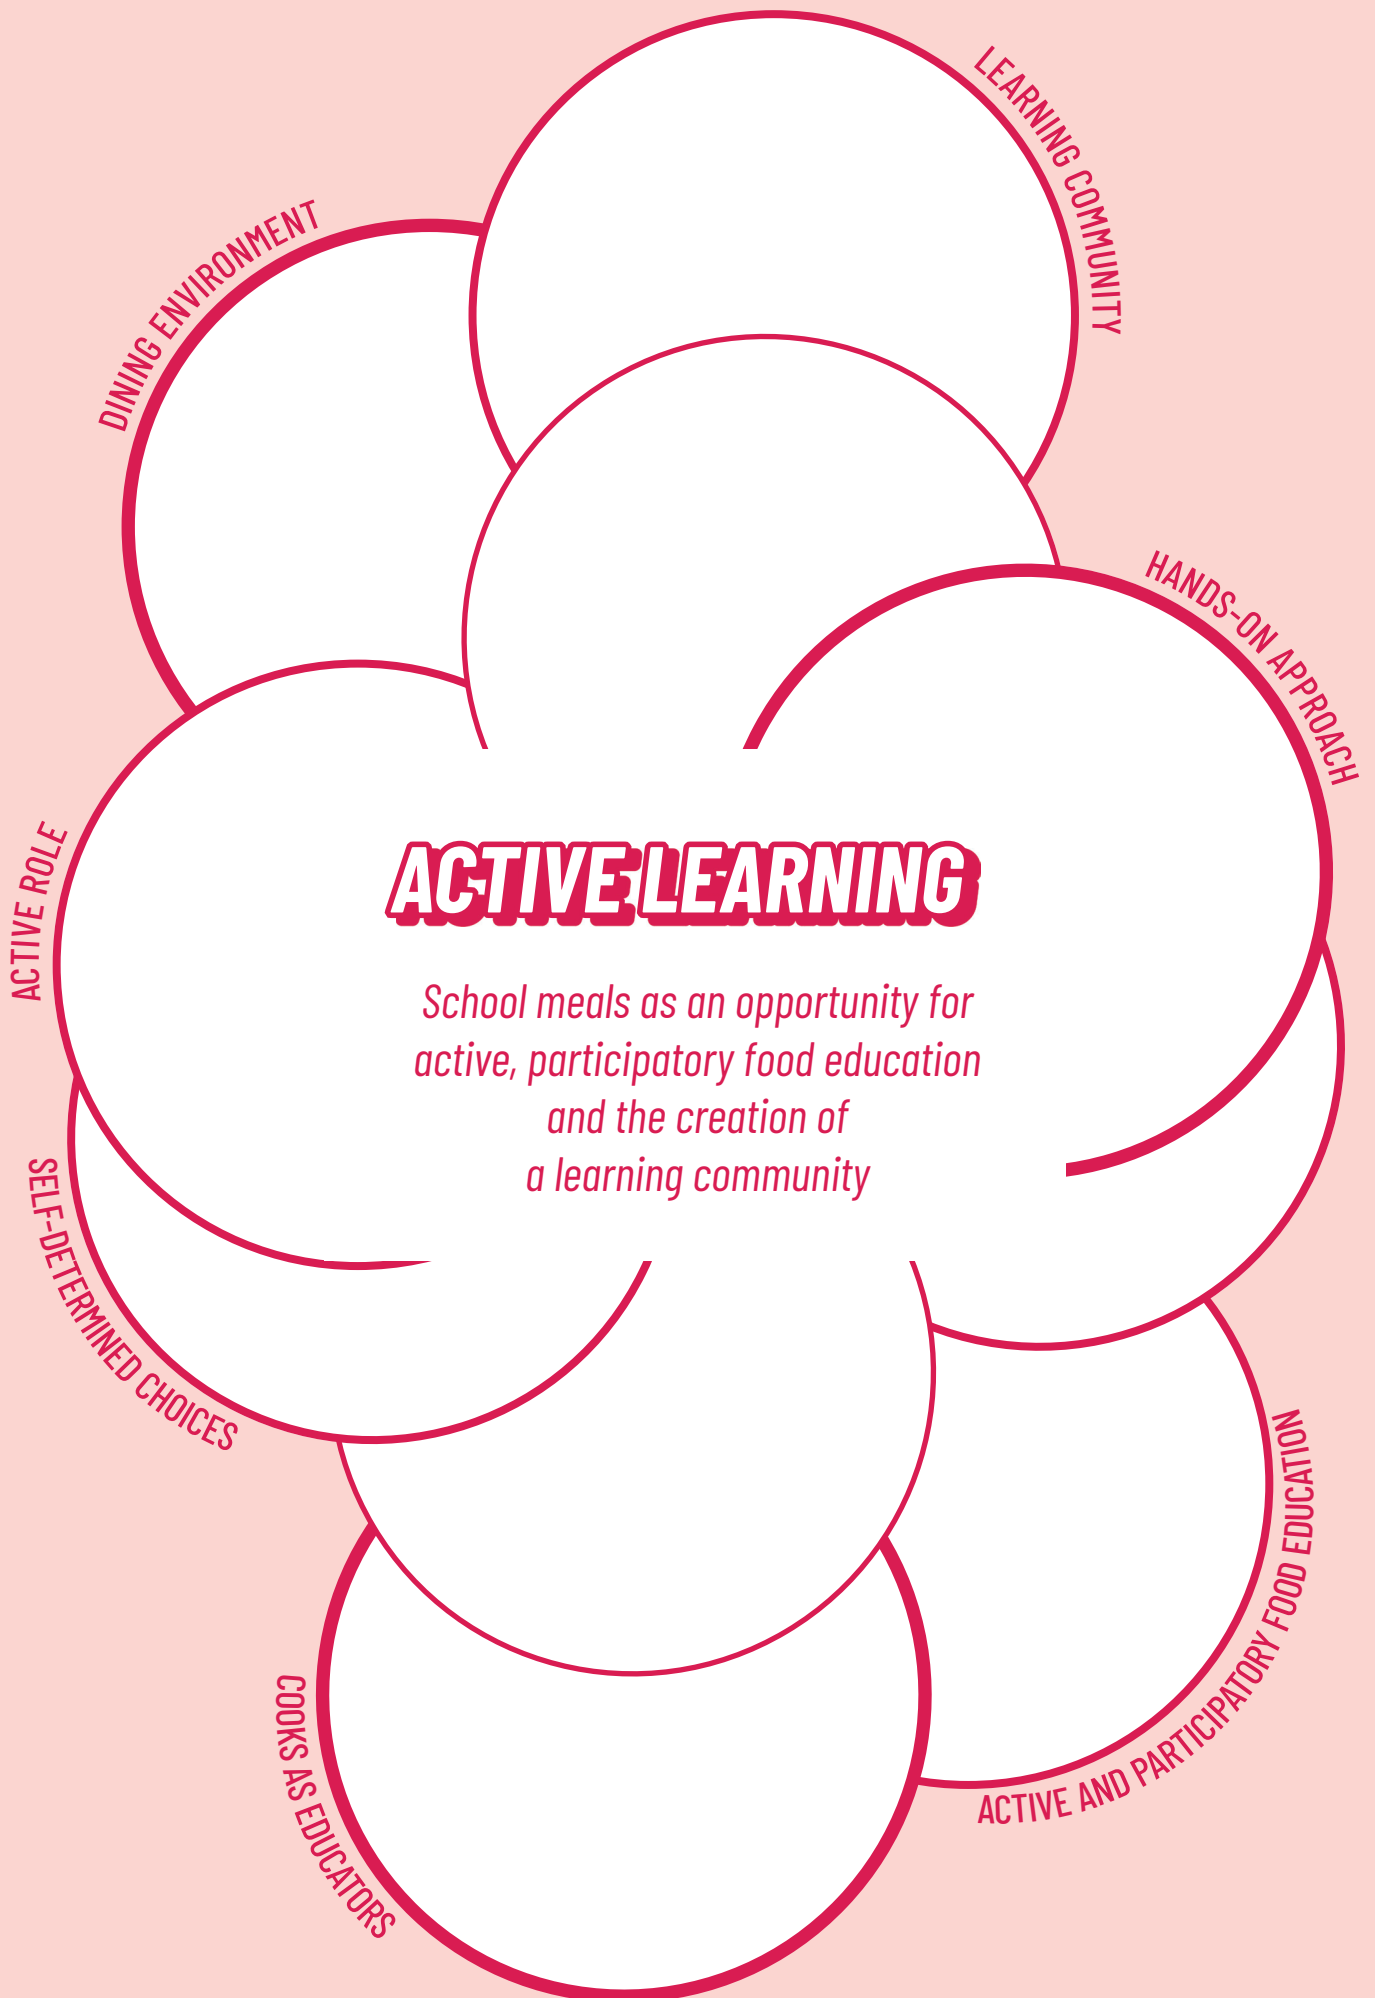 LEARNING COMMUNITY
DINING ENVIRONMENT
HANDS-ON APPROACH
ACTIVE ROLE
ACTIVE LEARNING
School meals as an opportunity for
active, participatory food education
and the creation of
a learning community
SELF-DETERMINED CHOICES
ACTIVE AND PARTICIPATORY FOOD EDUCATION
COOKS AS EDUCATORS